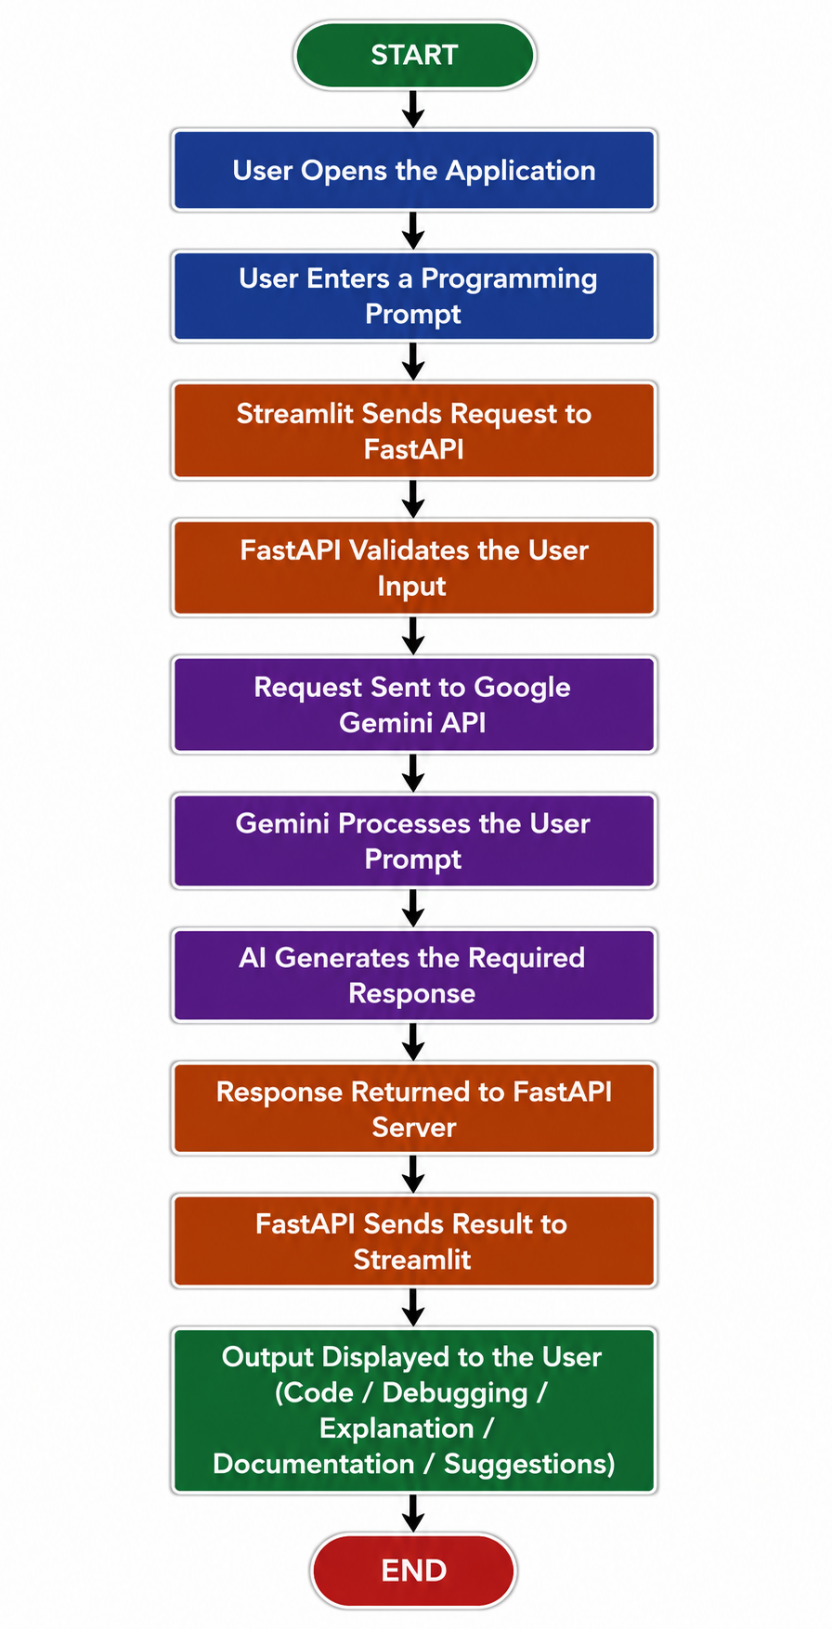 START
User Opens the Application
User Enters a Programming
Prompt
Streamlit Sends Request to
FastAPI
FastAPI Validates the User
Input
Request Sent to Google
Gemini API
Gemini Processes the User
Prompt
AI Generates the Required
Response
Response Returned to FastAPI
Server
FastAPI Sends Result to
Streamlit
Output Displayed to the User
(Code / Debugging /
Explanation /
Documentation / Suggestions)
END